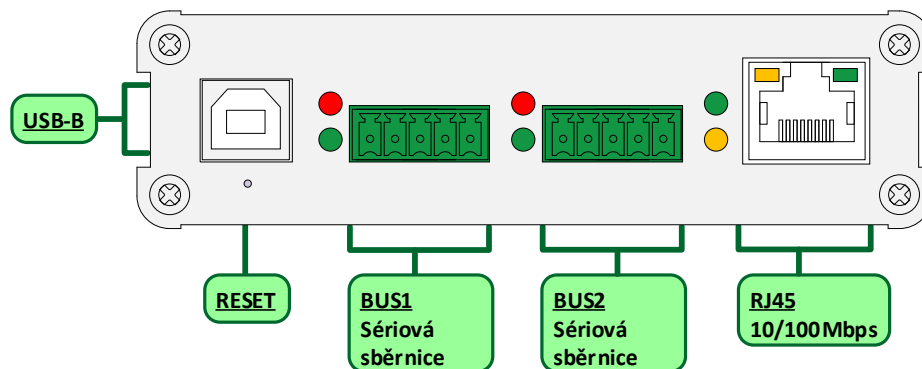 USB-B
RESET
BUS1
Sériová
sběrnice
BUS2
Sériová
sběrnice
RJ45
10/100Mbps